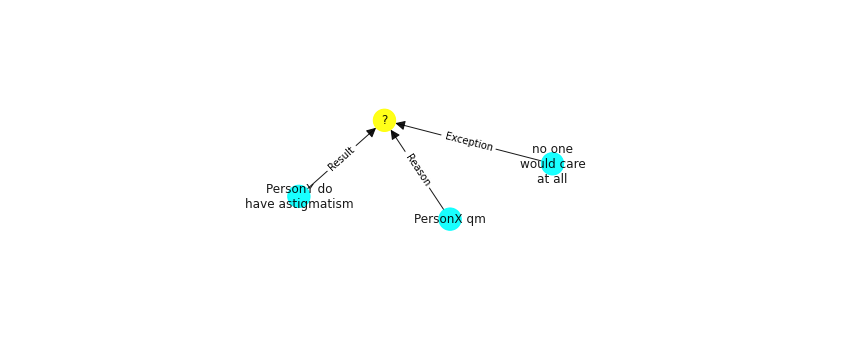 ?
Exception
no one
would care
at all
Result
Reason
PersonY do
have astigmatism
PersonX qm